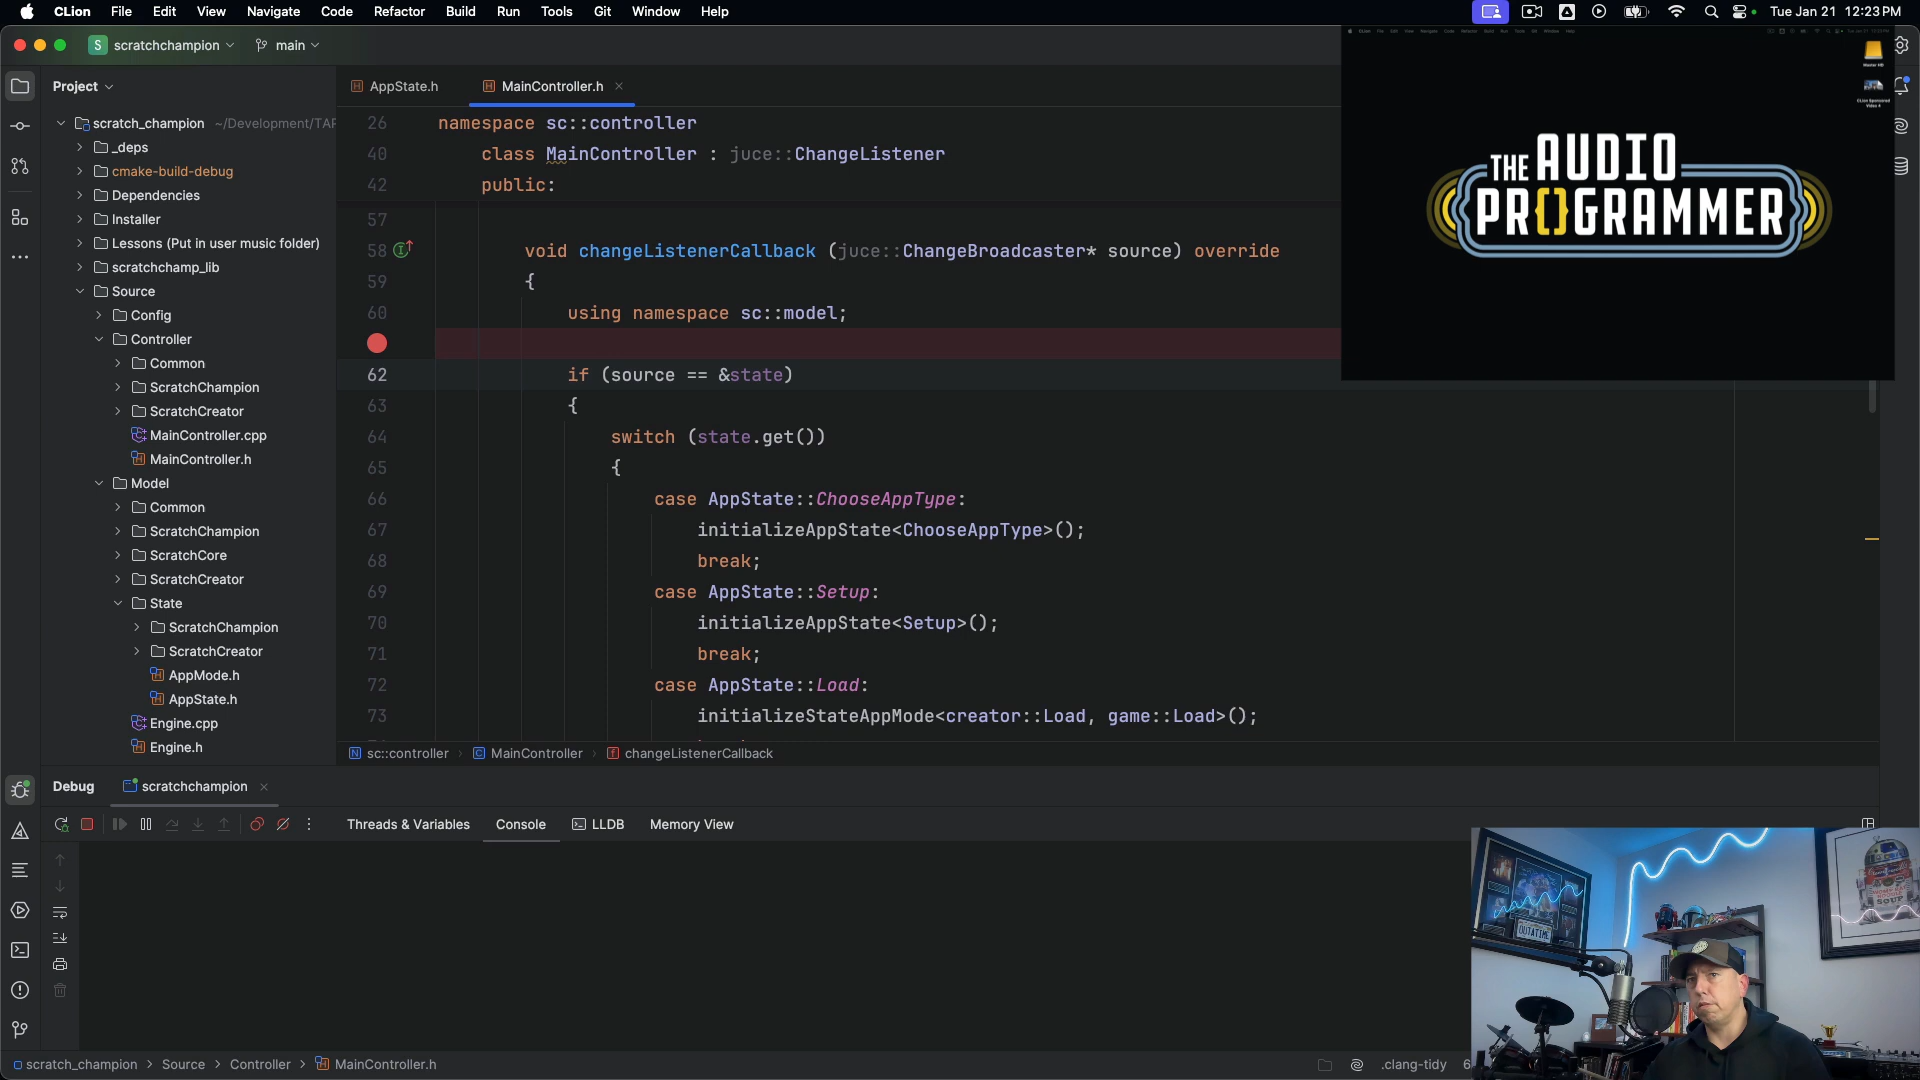 CLion File Edit View Navigate Code Refactor Build Run Tools Git Window Help
Tue Jan 21 12:23 PM
S scratchchampion main
Project
AppState.h MainController.h
scratch_champion ~/Development/TAP
_deps
cmake-build-debug
Dependencies
Installer
Lessons (Put in user music folder)
scratchchamp_lib
Source
Config
Controller
Common
ScratchChampion
ScratchCreator
MainController.cpp
MainController.h
Model
Common
ScratchChampion
ScratchCore
ScratchCreator
State
ScratchChampion
ScratchCreator
AppMode.h
AppState.h
Engine.cpp
Engine.h
26 namespace sc::controller
40 class MainController : juce::ChangeListener
42 public:
57
58 void changeListenerCallback (juce::ChangeBroadcaster* source) override
59 {
60 using namespace sc::model;
62 if (source == &state)
63 {
64 switch (state.get())
65 {
66 case AppState::ChooseAppType:
67 initializeAppState<ChooseAppType>();
68 break;
69 case AppState::Setup:
70 initializeAppState<Setup>();
71 break;
72 case AppState::Load:
73 initializeStateAppMode<creator::Load, game::Load>();
sc::controller MainController changeListenerCallback
THE AUDIO
PR{}GRAMMER
Debug scratchchampion
Threads & Variables Console LLDB Memory View
OUTATIME
SOUP
scratch_champion Source Controller MainController.h
.clang-tidy 6